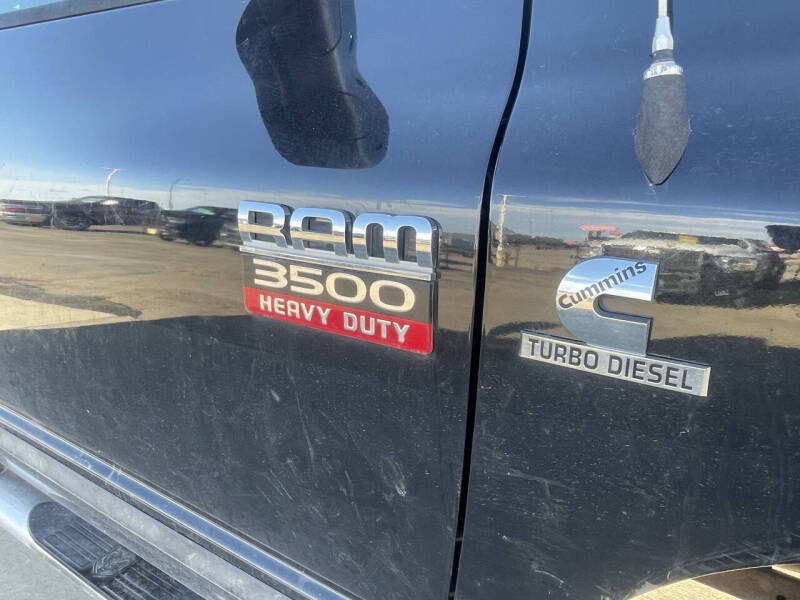 RAM
3500
HEAVY DUTY
Cummins
TURBO DIESEL